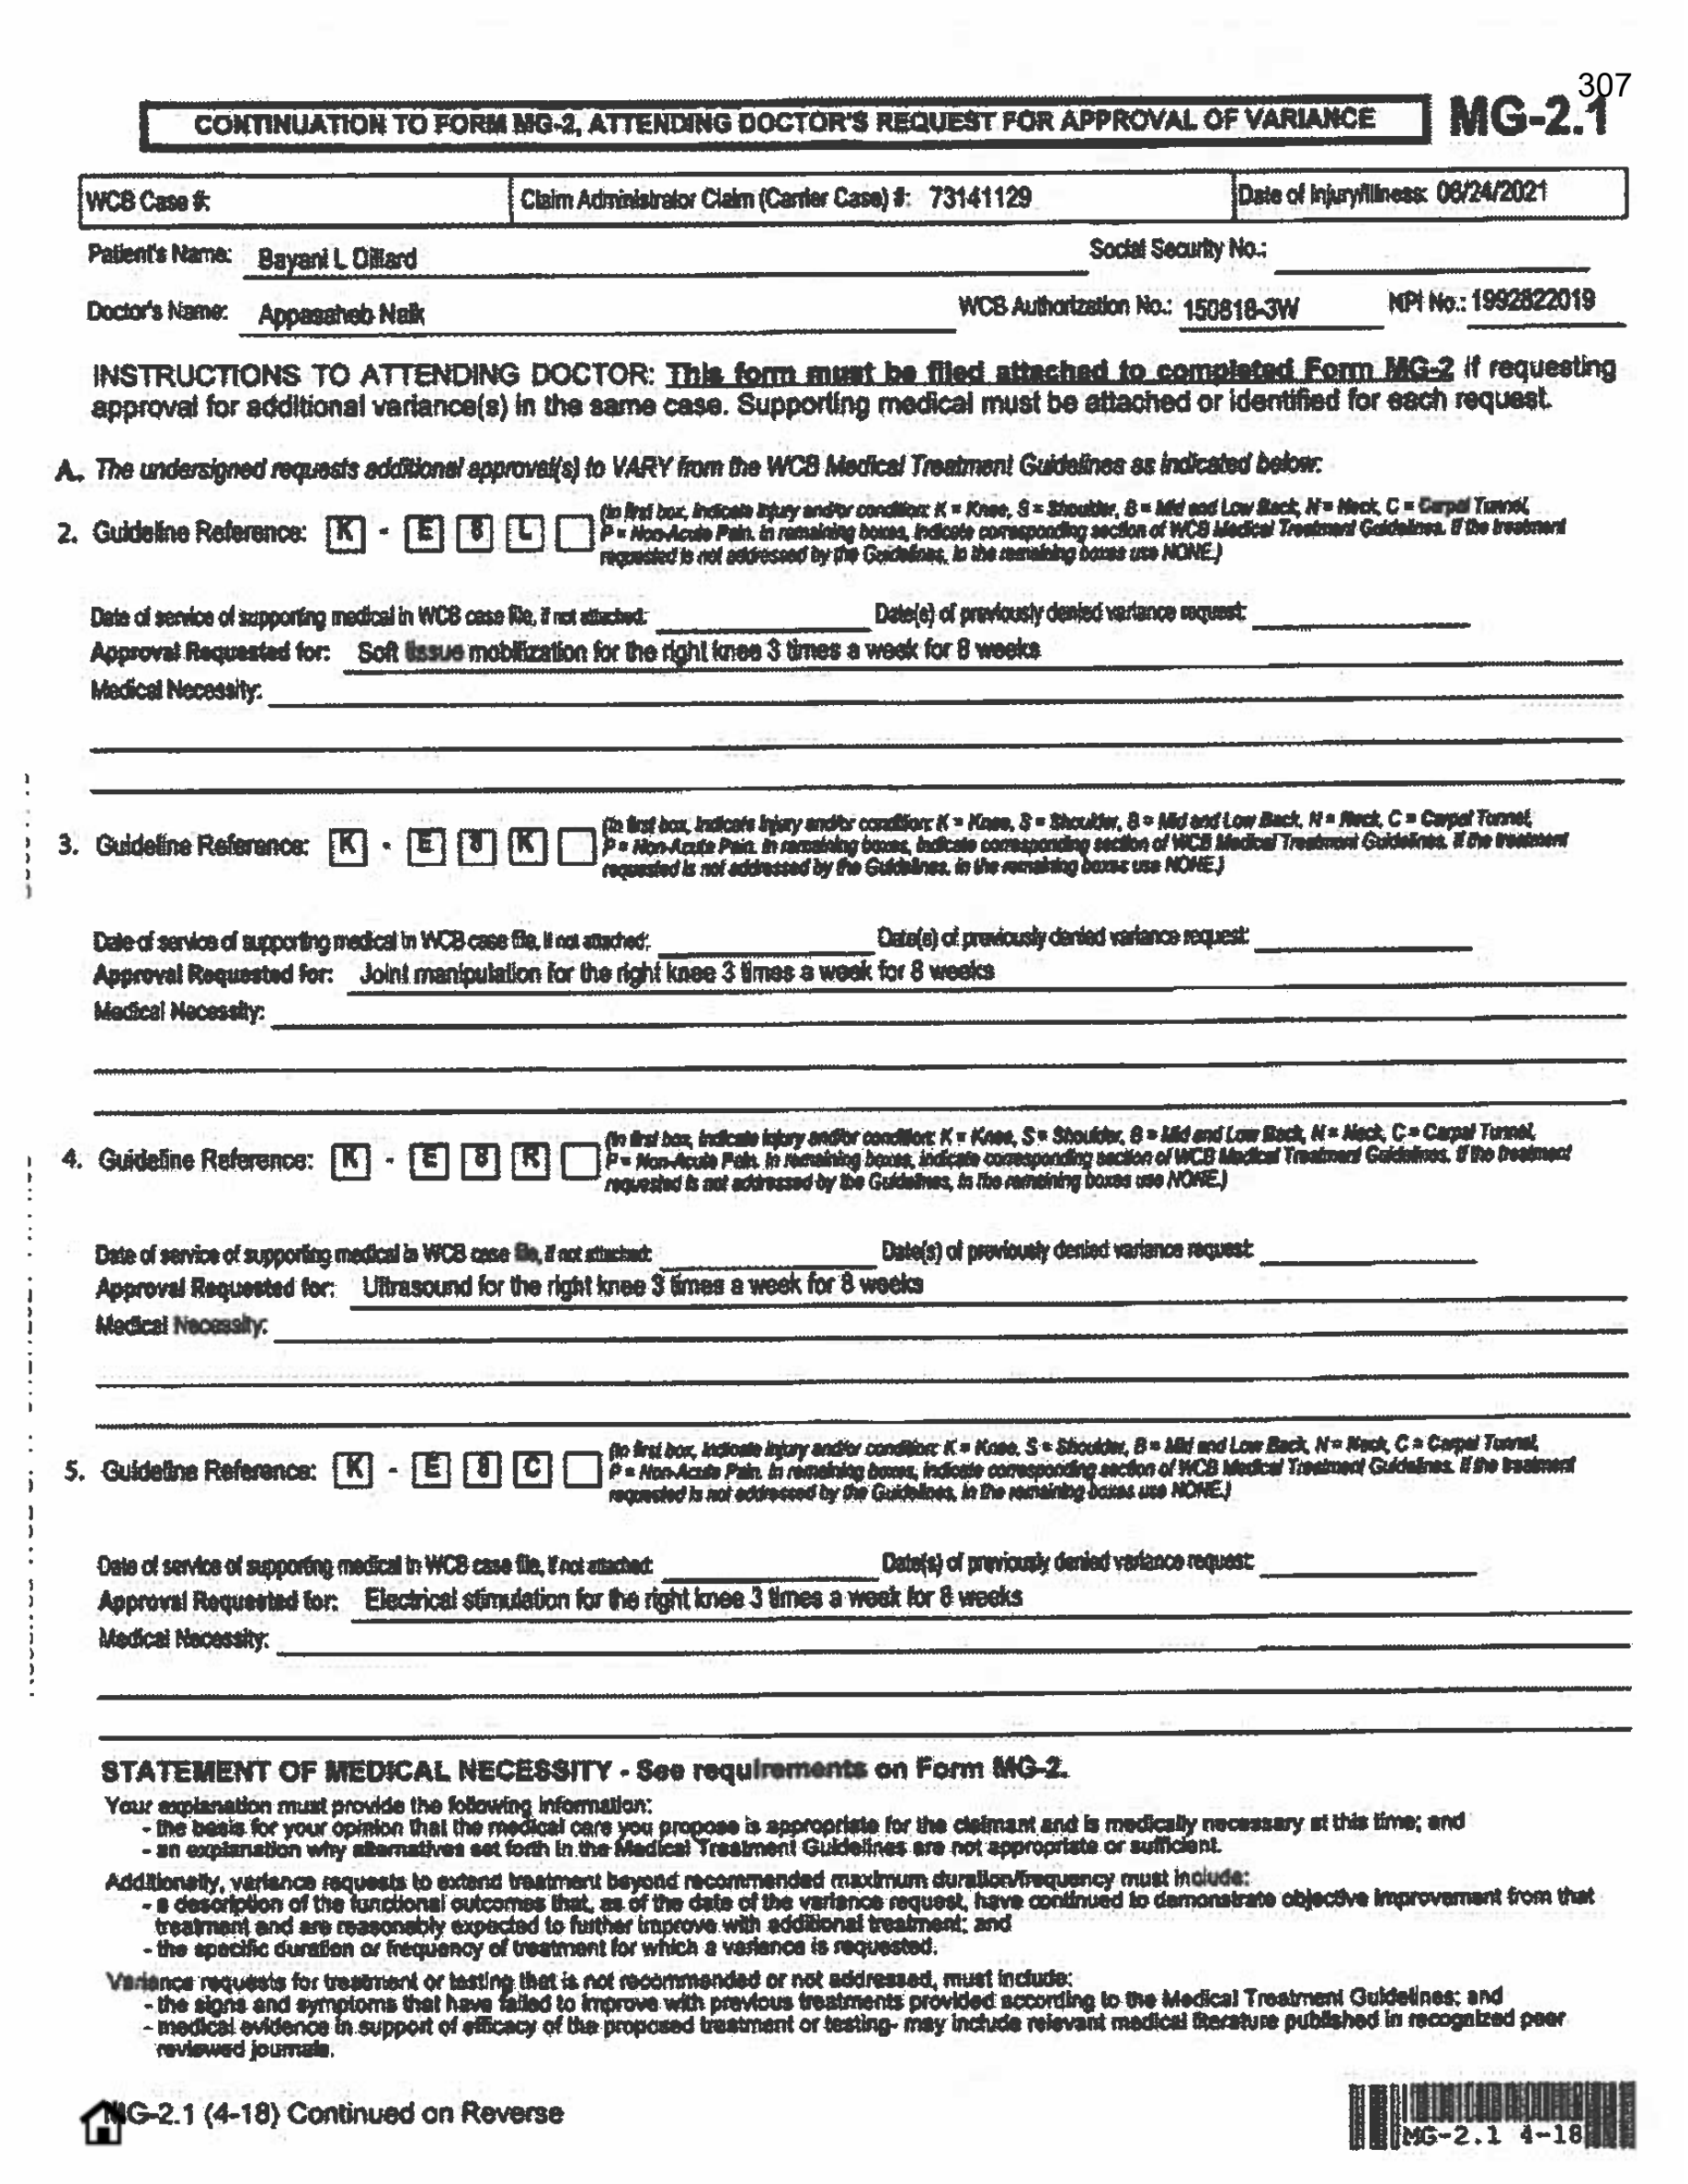 307
CONTINUATION TO FORM MG-2, ATTENDING DOCTOR'S REQUEST FOR APPROVAL OF VARIANCE MG-2.1
WCB Case #: Claim Administrator Claim (Carrier Case) #: 73141129 Date of Injury/Illness: 06/24/2021
Patient's Name: Bayani L Dillard Social Security No.:
Doctor's Name: Appasaheb Naik WCB Authorization No.: 150818-3W NPI No.: 1992822019
INSTRUCTIONS TO ATTENDING DOCTOR: This form must be filed attached to completed Form MG-2 if requesting
approval for additional variance(s) in the same case. Supporting medical must be attached or identified for each request.
A. The undersigned requests additional approval(s) to VARY from the WCB Medical Treatment Guidelines as indicated below:
(In first box, indicate injury and/or condition: K = Knee, S = Shoulder, B = Mid and Low Back, N = Neck, C = Carpal Tunnel,
2. Guideline Reference: K - E 8 L P = Non-Acute Pain. In remaining boxes, indicate corresponding section of WCB Medical Treatment Guidelines. If the treatment
requested is not addressed by the Guidelines, in the remaining boxes use NONE.)
Date of service of supporting medical in WCB case file, if not attached: Date(s) of previously denied variance request:
Approval Requested for: Soft tissue mobilization for the right knee 3 times a week for 8 weeks
Medical Necessity:
(In first box, indicate injury and/or condition: K = Knee, S = Shoulder, B = Mid and Low Back, N = Neck, C = Carpal Tunnel,
3. Guideline Reference: K - E 8 K P = Non-Acute Pain. In remaining boxes, indicate corresponding section of WCB Medical Treatment Guidelines. If the treatment
requested is not addressed by the Guidelines, in the remaining boxes use NONE.)
Date of service of supporting medical in WCB case file, if not attached: Date(s) of previously denied variance request:
Approval Requested for: Joint manipulation for the right knee 3 times a week for 8 weeks
Medical Necessity:
(In first box, indicate injury and/or condition: K = Knee, S = Shoulder, B = Mid and Low Back, N = Neck, C = Carpal Tunnel,
4. Guideline Reference: K - E 8 R P = Non-Acute Pain. In remaining boxes, indicate corresponding section of WCB Medical Treatment Guidelines. If the treatment
requested is not addressed by the Guidelines, in the remaining boxes use NONE.)
Date of service of supporting medical in WCB case file, if not attached: Date(s) of previously denied variance request:
Approval Requested for: Ultrasound for the right knee 3 times a week for 8 weeks
Medical Necessity:
(In first box, indicate injury and/or condition: K = Knee, S = Shoulder, B = Mid and Low Back, N = Neck, C = Carpal Tunnel,
5. Guideline Reference: K - E 8 C P = Non-Acute Pain. In remaining boxes, indicate corresponding section of WCB Medical Treatment Guidelines. If the treatment
requested is not addressed by the Guidelines, in the remaining boxes use NONE.)
Date of service of supporting medical in WCB case file, if not attached: Date(s) of previously denied variance request:
Approval Requested for: Electrical stimulation for the right knee 3 times a week for 8 weeks
Medical Necessity:
STATEMENT OF MEDICAL NECESSITY - See requirements on Form MG-2.
Your explanation must provide the following information:
- the basis for your opinion that the medical care you propose is appropriate for the claimant and is medically necessary at this time; and
- an explanation why alternatives set forth in the Medical Treatment Guidelines are not appropriate or sufficient.
Additionally, variance requests to extend treatment beyond recommended maximum duration/frequency must include:
- a description of the functional outcomes that, as of the date of the variance request, have continued to demonstrate objective improvement from that
treatment and are reasonably expected to further improve with additional treatment; and
- the specific duration or frequency of treatment for which a variance is requested.
Variance requests for treatment or testing that is not recommended or not addressed, must include:
- the signs and symptoms that have failed to improve with previous treatments provided according to the Medical Treatment Guidelines; and
- medical evidence in support of efficacy of the proposed treatment or testing- may include relevant medical literature published in recognized peer
reviewed journals.
MG-2.1 (4-18) Continued on Reverse
MG-2.1 4-18